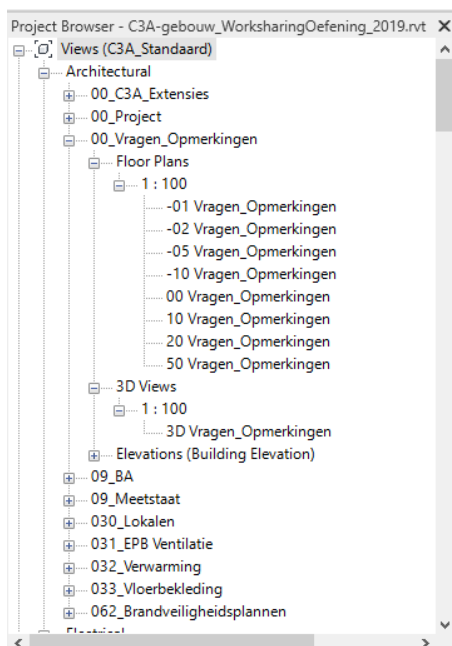 Project Browser - C3A-gebouw_WorksharingOefening_2019.rvt
Views (C3A_Standaard)
Architectural
00_C3A_Extensies
00_Project
00_Vragen_Opmerkingen
Floor Plans
1 : 100
-01 Vragen_Opmerkingen
-02 Vragen_Opmerkingen
-05 Vragen_Opmerkingen
-10 Vragen_Opmerkingen
00 Vragen_Opmerkingen
10 Vragen_Opmerkingen
20 Vragen_Opmerkingen
50 Vragen_Opmerkingen
3D Views
1 : 100
3D Vragen_Opmerkingen
Elevations (Building Elevation)
09_BA
09_Meetstaat
030_Lokalen
031_EPB Ventilatie
032_Verwarming
033_Vloerbekleding
062_Brandveiligheidsplannen
Electrical